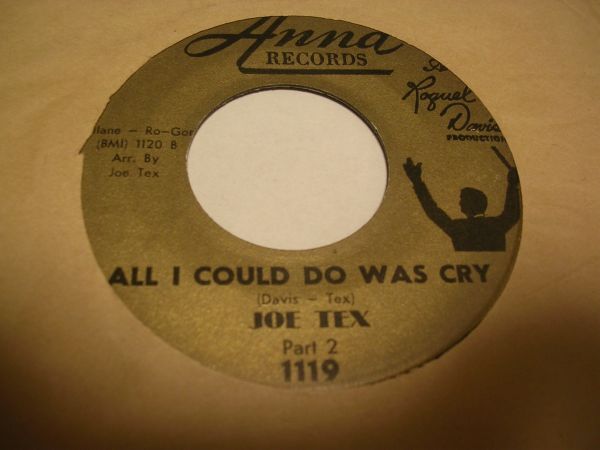 Anna
RECORDS
A
Roquel
Davis
PRODUCTION
ilane - Ro-Gor
(BMI) 1120 B
Arr. By
Joe Tex
ALL I COULD DO WAS CRY
(Davis - Tex)
JOE TEX
Part 2
1119